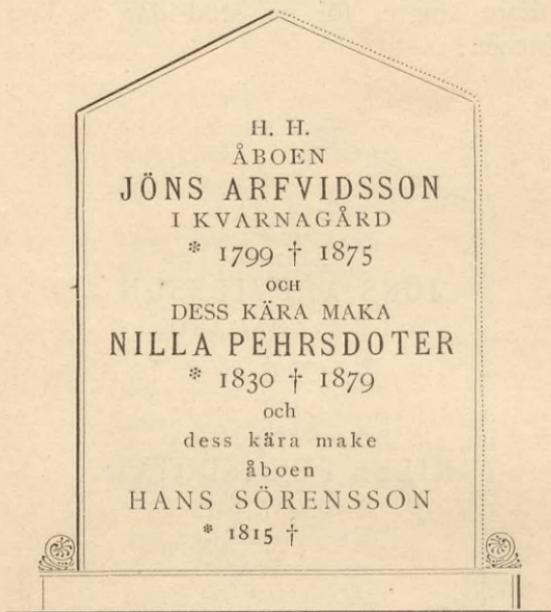 H. H.
ÅBOEN
JÖNS ARFVIDSSON
I KVARNAGÅRD
* 1799 † 1875
OCH
DESS KÄRA MAKA
NILLA PEHRSDOTER
* 1830 † 1879
och
dess kära make
åboen
HANS SÖRENSSON
* 1815 †